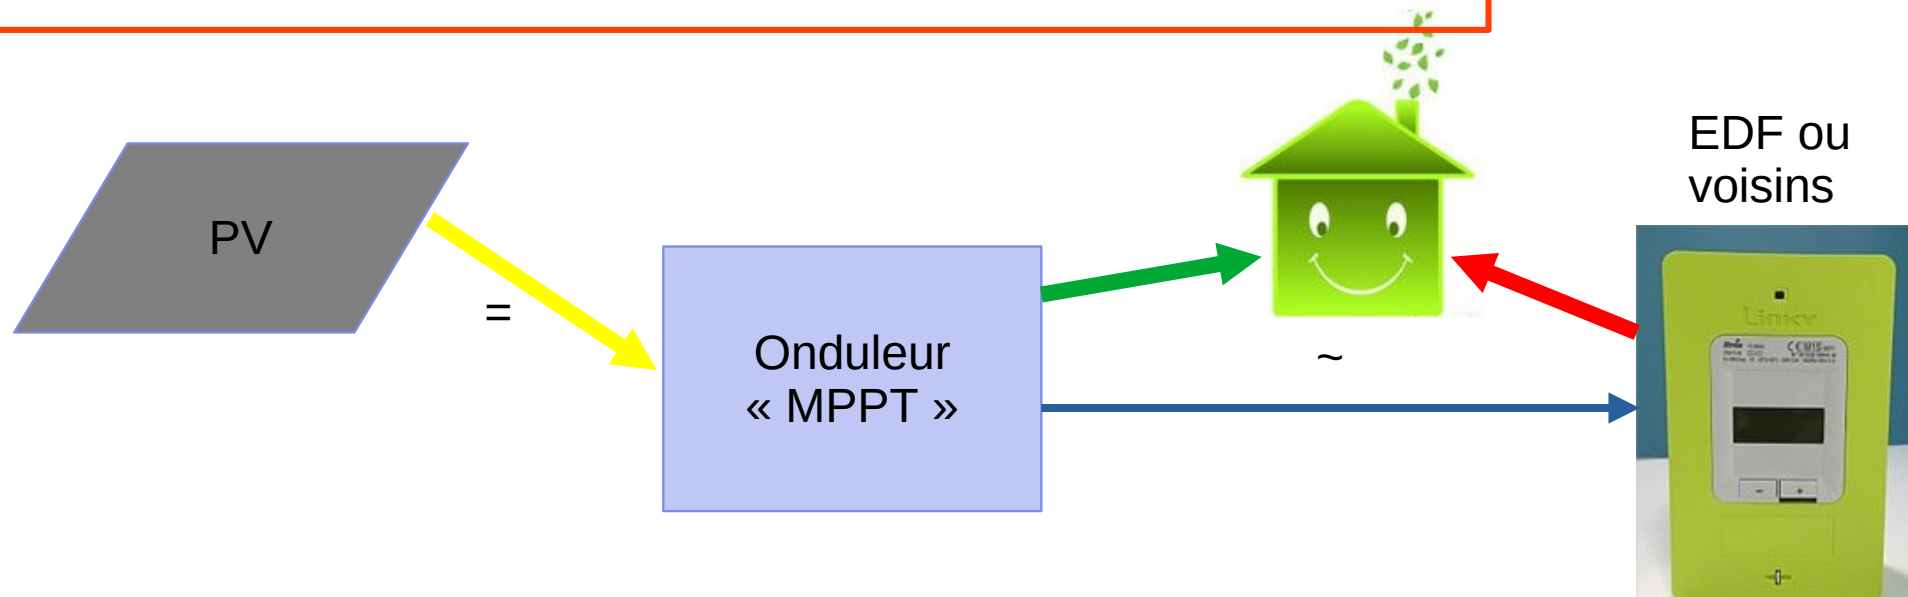 EDF ou
voisins
PV
=
Onduleur
« MPPT »
~
Linky
- +